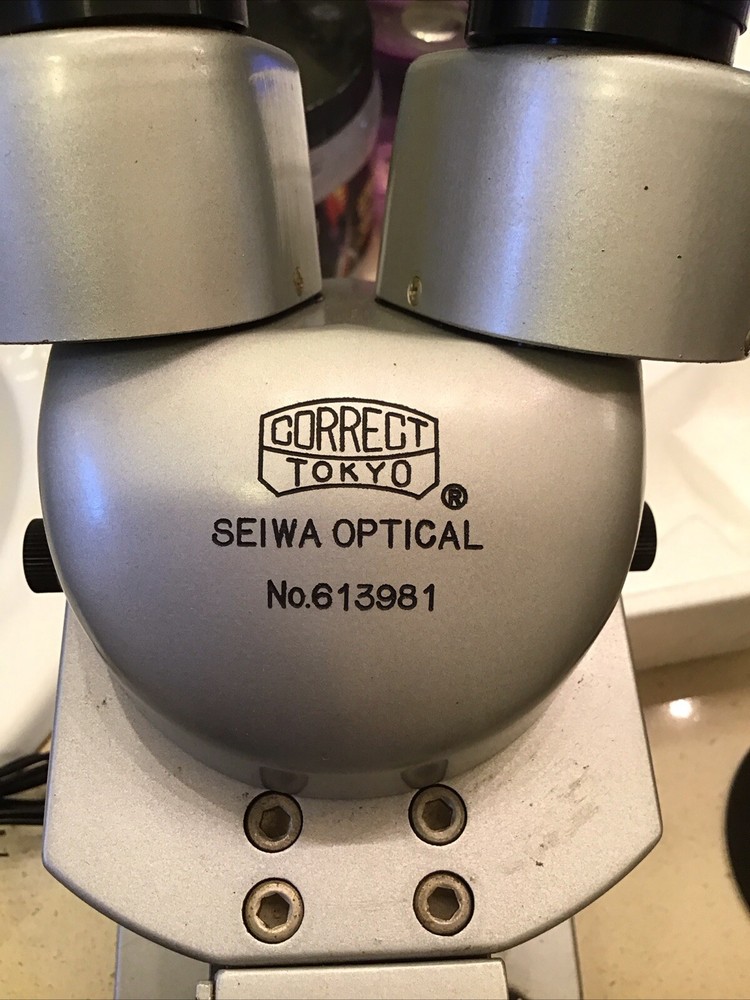 CORRECT
TOKYO
®
SEIWA OPTICAL
No.613981